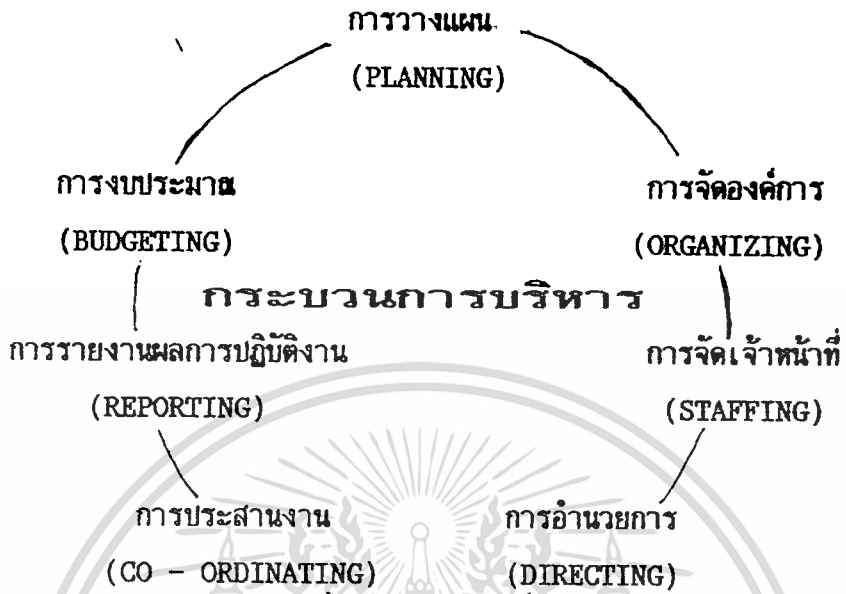 การวางแผน
(PLANNING)
การงบประมาณ
(BUDGETING)
การจัดองค์การ
(ORGANIZING)
กระบวนการบริหาร
การรายงานผลการปฏิบัติงาน
(REPORTING)
การจัดเจ้าหน้าที่
(STAFFING)
การประสานงาน
(CO - ORDINATING)
การอำนวยการ
(DIRECTING)